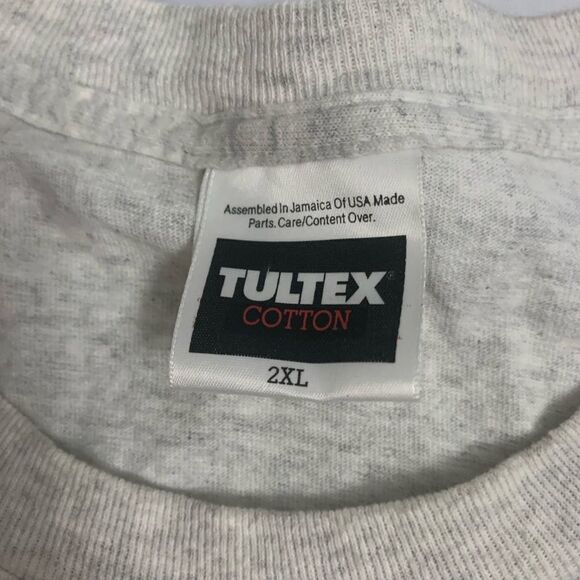 Assembled In Jamaica Of USA Made
Parts. Care/Content Over.
TULTEX
COTTON
2XL